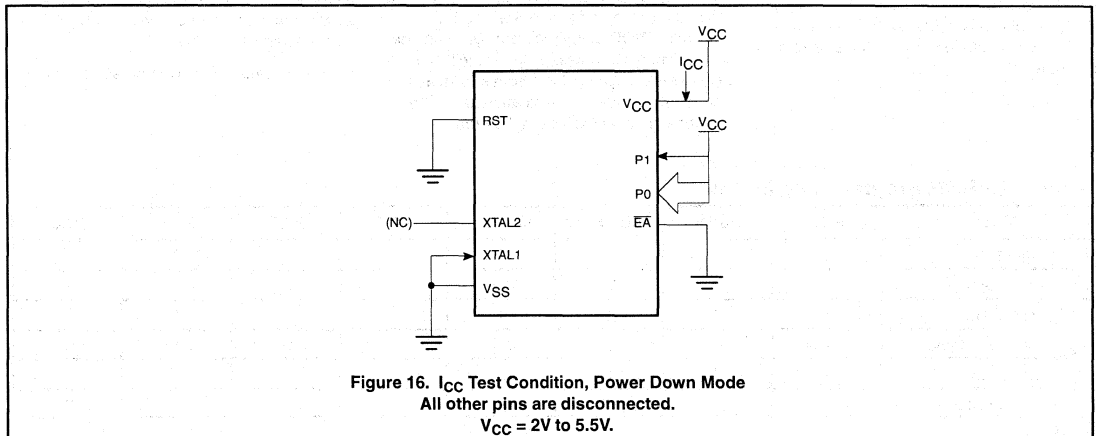 VCC
ICC
VCC
RST
VCC
P1
P0
(NC)
XTAL2
EA
XTAL1
VSS
Figure 16. ICC Test Condition, Power Down Mode
All other pins are disconnected.
VCC = 2V to 5.5V.